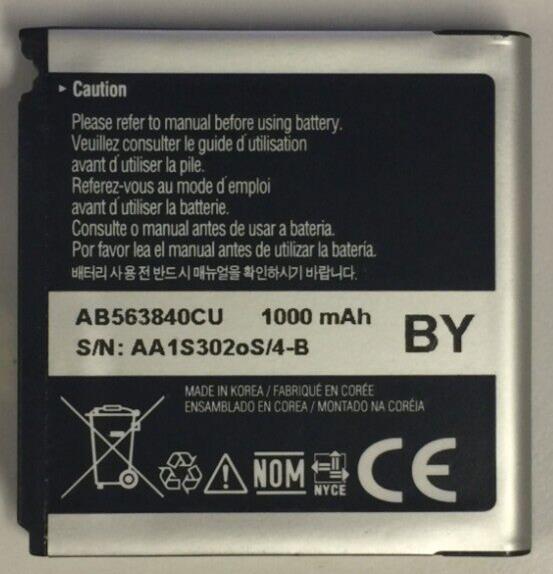 ▸ Caution
Please refer to manual before using battery.
Veuillez consulter le guide d'utilisation
avant d'utiliser la pile.
Referez-vous au mode d'emploi
avant d'utiliser la batterie.
Consulte o manual antes de usar a bateria.
Por favor lea el manual antes de utilizar la batería.
배터리 사용전 반드시 매뉴얼을 확인하시기 바랍니다.
AB563840CU 1000 mAh
S/N: AA1S302oS/4-B
BY
MADE IN KOREA / FABRIQUÉ EN CORÉE
ENSAMBLADO EN COREA / MONTADO NA CORÉIA
NOM
NYCE
CE